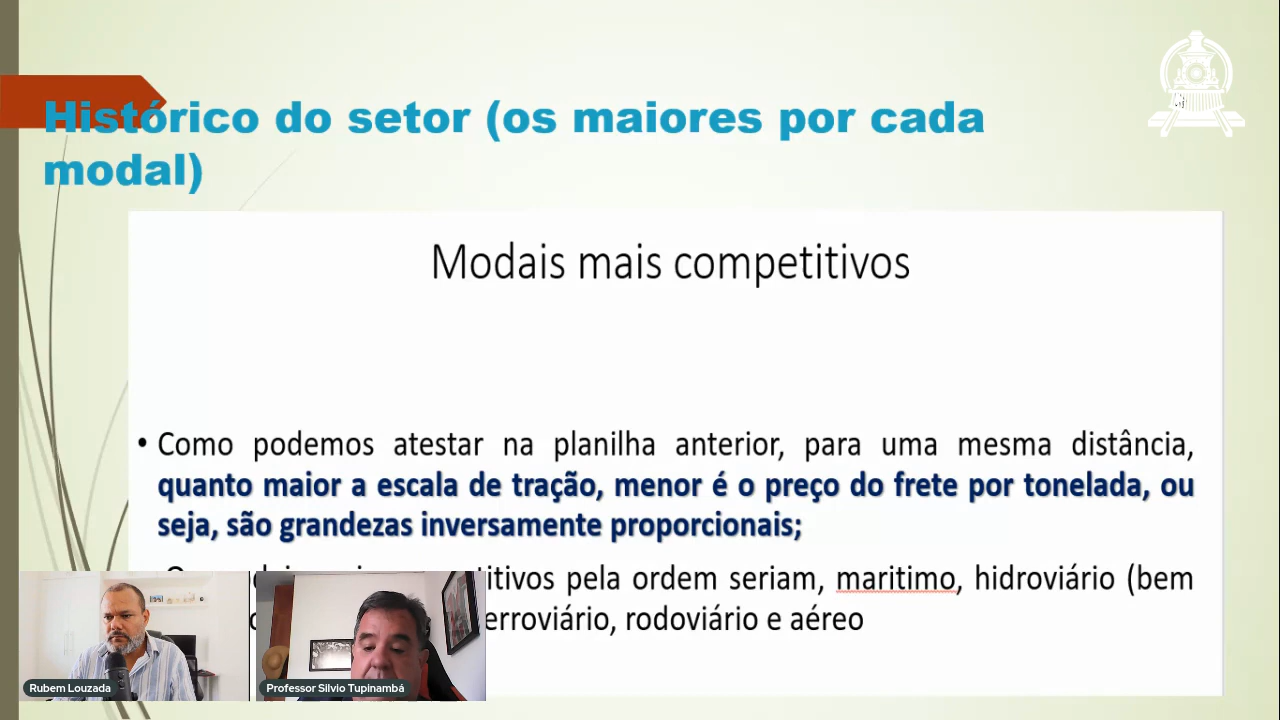 Histórico do setor (os maiores por cada
modal)
Modais mais competitivos
• Como podemos atestar na planilha anterior, para uma mesma distância,
quanto maior a escala de tração, menor é o preço do frete por tonelada, ou
seja, são grandezas inversamente proporcionais;
titivos pela ordem seriam, maritimo, hidroviário (bem
erroviário, rodoviário e aéreo
Rubem Louzada
Professor Silvio Tupinambá